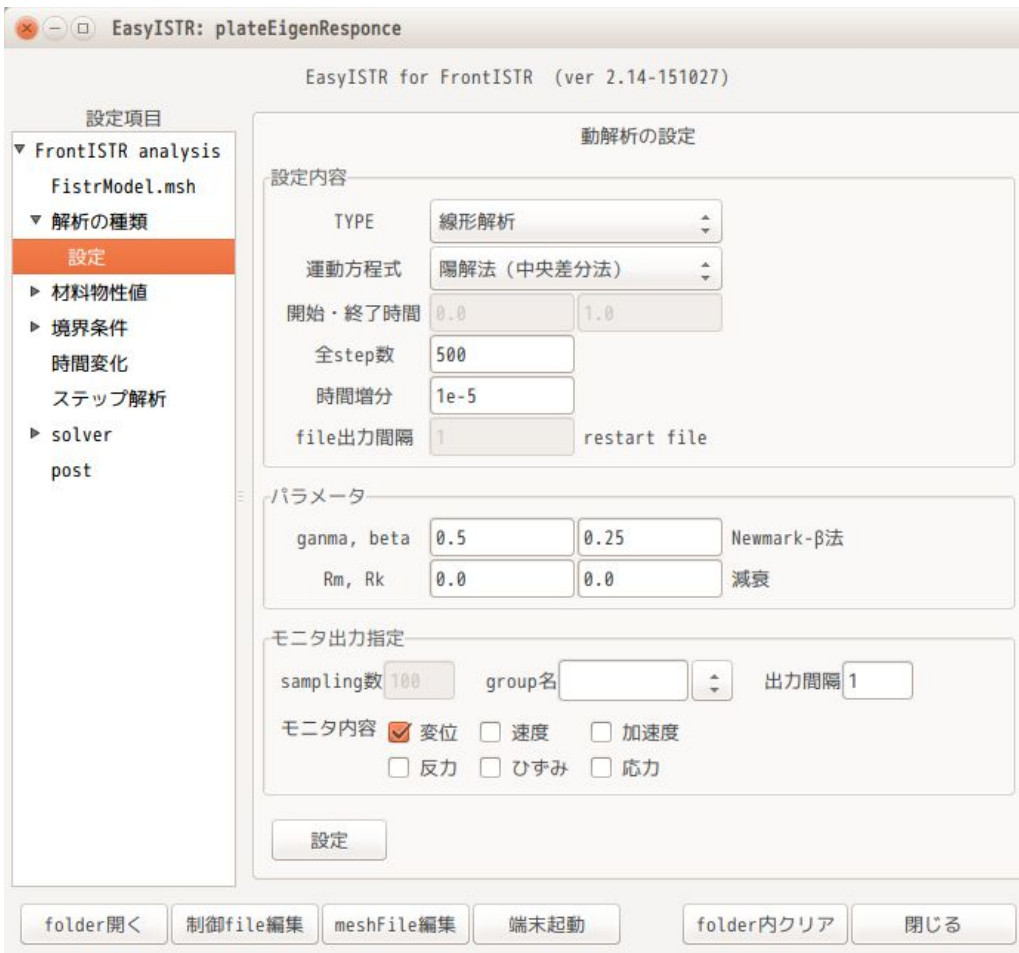 EasyISTR: plateEigenResponce
EasyISTR for FrontISTR (ver 2.14-151027)
設定項目
FrontISTR analysis
FistrModel.msh
解析の種類
設定
材料物性値
境界条件
時間変化
ステップ解析
solver
post
動解析の設定
設定内容
TYPE 線形解析
運動方程式 陽解法（中央差分法）
開始・終了時間 0.0 1.0
全step数 500
時間増分 1e-5
file出力間隔 1 restart file
パラメータ
ganma, beta 0.5 0.25 Newmark-β法
Rm, Rk 0.0 0.0 減衰
モニタ出力指定
sampling数 100 group名 出力間隔 1
モニタ内容 変位 速度 加速度
反力 ひずみ 応力
設定
folder開く 制御file編集 meshFile編集 端末起動 folder内クリア 閉じる